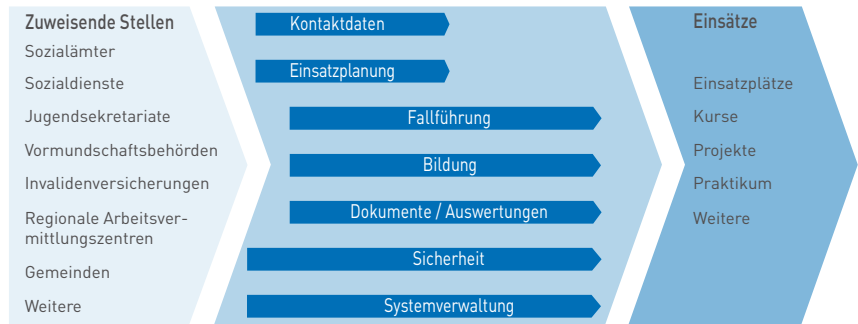 Zuweisende Stellen
Sozialämter
Sozialdienste
Jugendsekretariate
Vormundschaftsbehörden
Invalidenversicherungen
Regionale Arbeitsver-
mittlungszentren
Gemeinden
Weitere
Kontaktdaten
Einsatzplanung
Fallführung
Bildung
Dokumente / Auswertungen
Sicherheit
Systemverwaltung
Einsätze
Einsatzplätze
Kurse
Projekte
Praktikum
Weitere